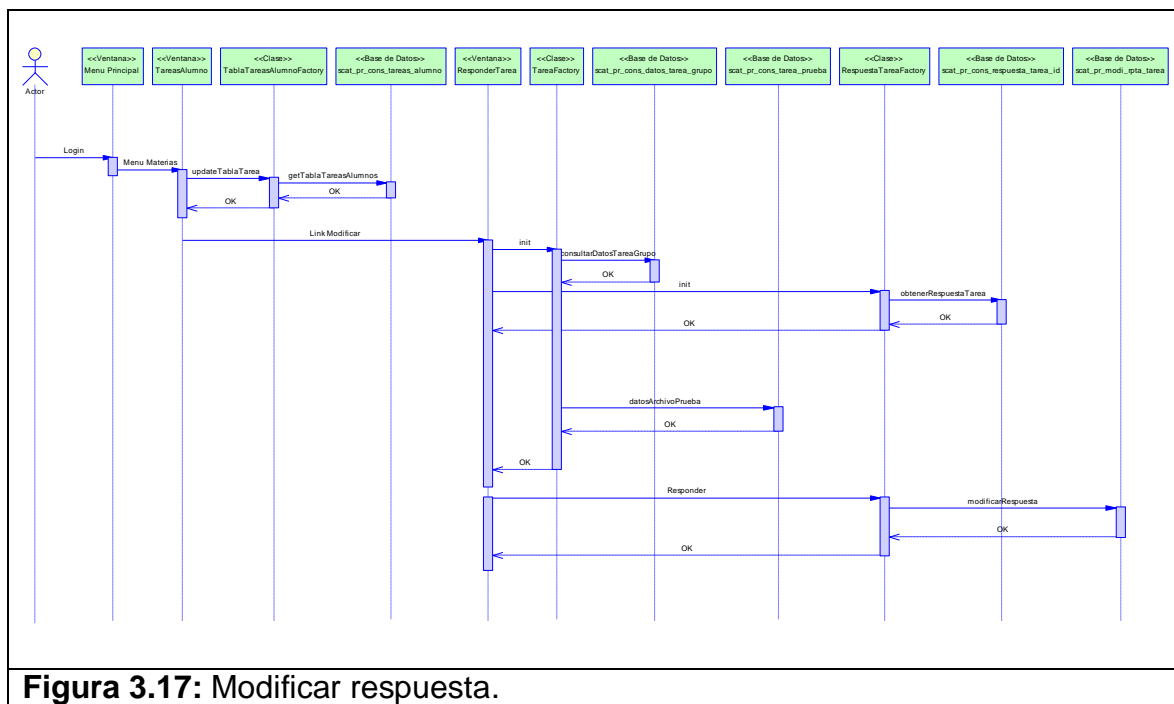 <<Ventana>>
Menu Principal
<<Ventana>>
TareasAlumno
<<Clase>>
TablaTareasAlumnoFactory
<<Base de Datos>>
scat_pr_cons_tareas_alumno
<<Ventana>>
ResponderTarea
<<Clase>>
TareaFactory
<<Base de Datos>>
scat_pr_cons_datos_tarea_grupo
<<Base de Datos>>
scat_pr_cons_tarea_prueba
<<Clase>>
RespuestaTareaFactory
<<Base de Datos>>
scat_pr_cons_respuesta_tarea_id
<<Base de Datos>>
scat_pr_modi_rpta_tarea
Actor
Login
Menu Materias
updateTablaTarea
getTablaTareasAlumnos
OK
OK
Link Modificar
init
consultarDatosTareaGrupo
OK
init
obtenerRespuestaTarea
OK
OK
datosArchivoPrueba
OK
OK
Responder
modificarRespuesta
OK
OK
Figura 3.17: Modificar respuesta.